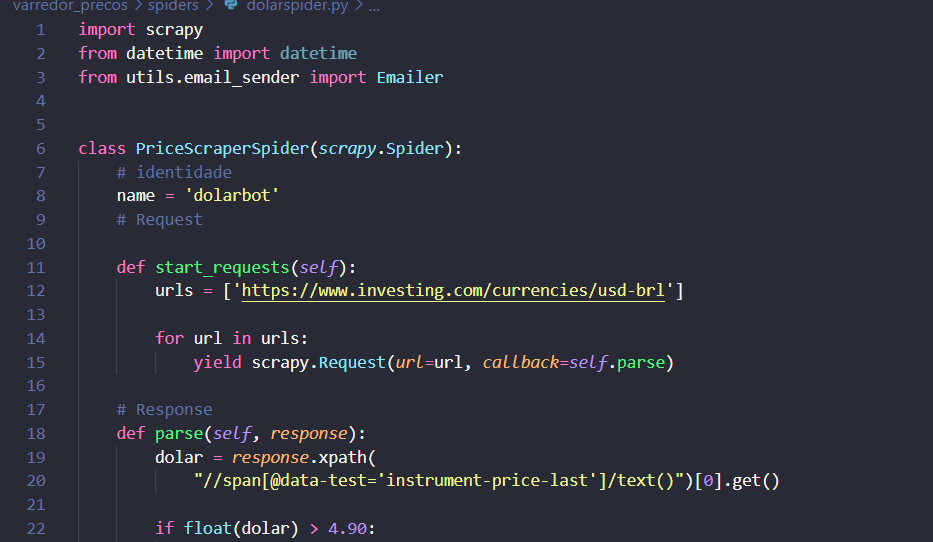 varredor_precos > spiders > dolarspider.py > ...
1 import scrapy
2 from datetime import datetime
3 from utils.email_sender import Emailer
4
5
6 class PriceScraperSpider(scrapy.Spider):
7     # identidade
8     name = 'dolarbot'
9     # Request
10
11     def start_requests(self):
12         urls = ['https://www.investing.com/currencies/usd-brl']
13
14         for url in urls:
15             yield scrapy.Request(url=url, callback=self.parse)
16
17     # Response
18     def parse(self, response):
19         dolar = response.xpath(
20             "//span[@data-test='instrument-price-last']/text()")[0].get()
21
22         if float(dolar) > 4.90: